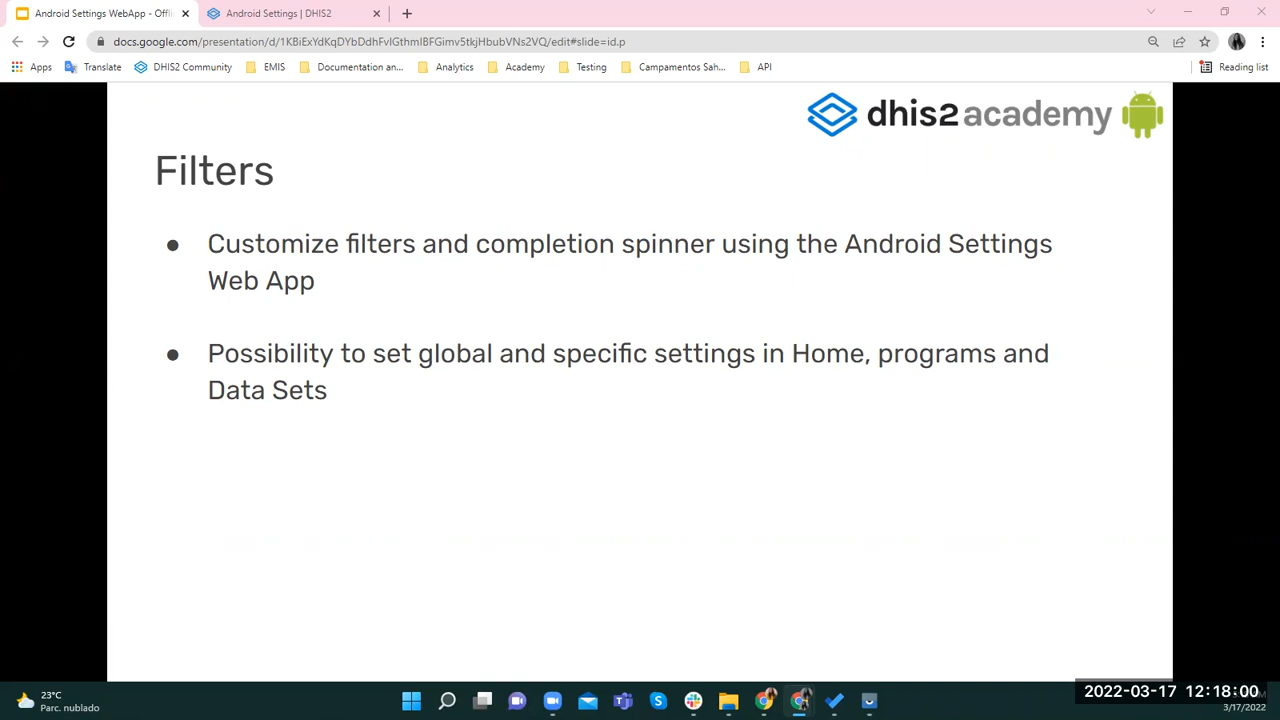 Android Settings WebApp - Offli
Android Settings | DHIS2
docs.google.com/presentation/d/1KBiExYdKqDYbDdhFvIGthmIBFGimv5tkjHbubVNs2VQ/edit#slide=id.p
Apps Translate DHIS2 Community EMIS Documentation an... Analytics Academy Testing Campamentos Sah... API Reading list
dhis2 academy
Filters
● Customize filters and completion spinner using the Android Settings
Web App
● Possibility to set global and specific settings in Home, programs and
Data Sets
23°C
Parc. nublado
2022-03-17 12:18:00
3/17/2022